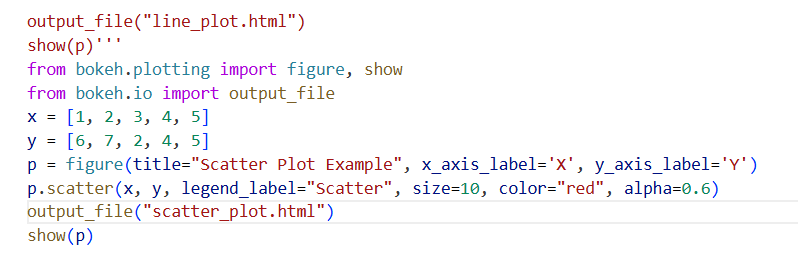 output_file("line_plot.html")
show(p)'''
from bokeh.plotting import figure, show
from bokeh.io import output_file
x = [1, 2, 3, 4, 5]
y = [6, 7, 2, 4, 5]
p = figure(title="Scatter Plot Example", x_axis_label='X', y_axis_label='Y')
p.scatter(x, y, legend_label="Scatter", size=10, color="red", alpha=0.6)
output_file("scatter_plot.html")
show(p)